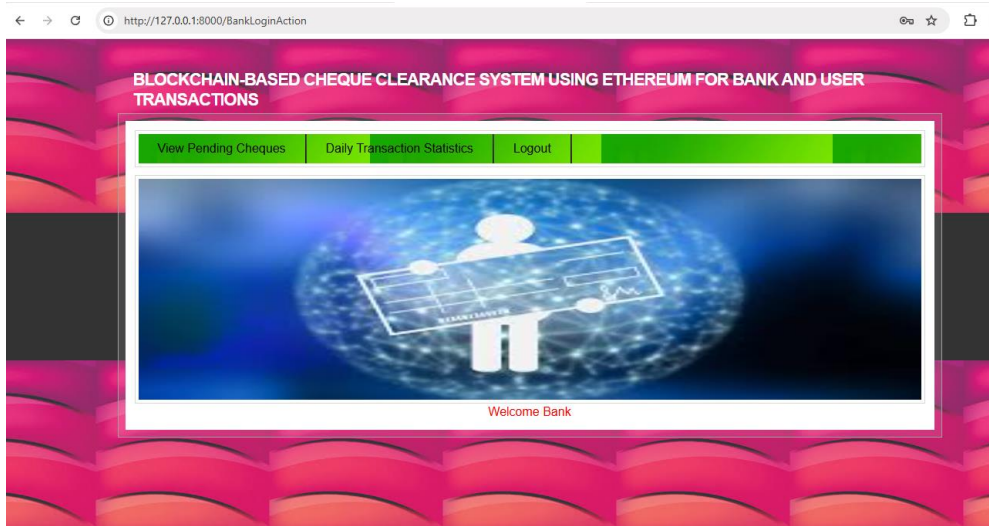 http://127.0.0.1:8000/BankLoginAction
BLOCKCHAIN-BASED CHEQUE CLEARANCE SYSTEM USING ETHEREUM FOR BANK AND USER
TRANSACTIONS
View Pending Cheques Daily Transaction Statistics Logout
Welcome Bank